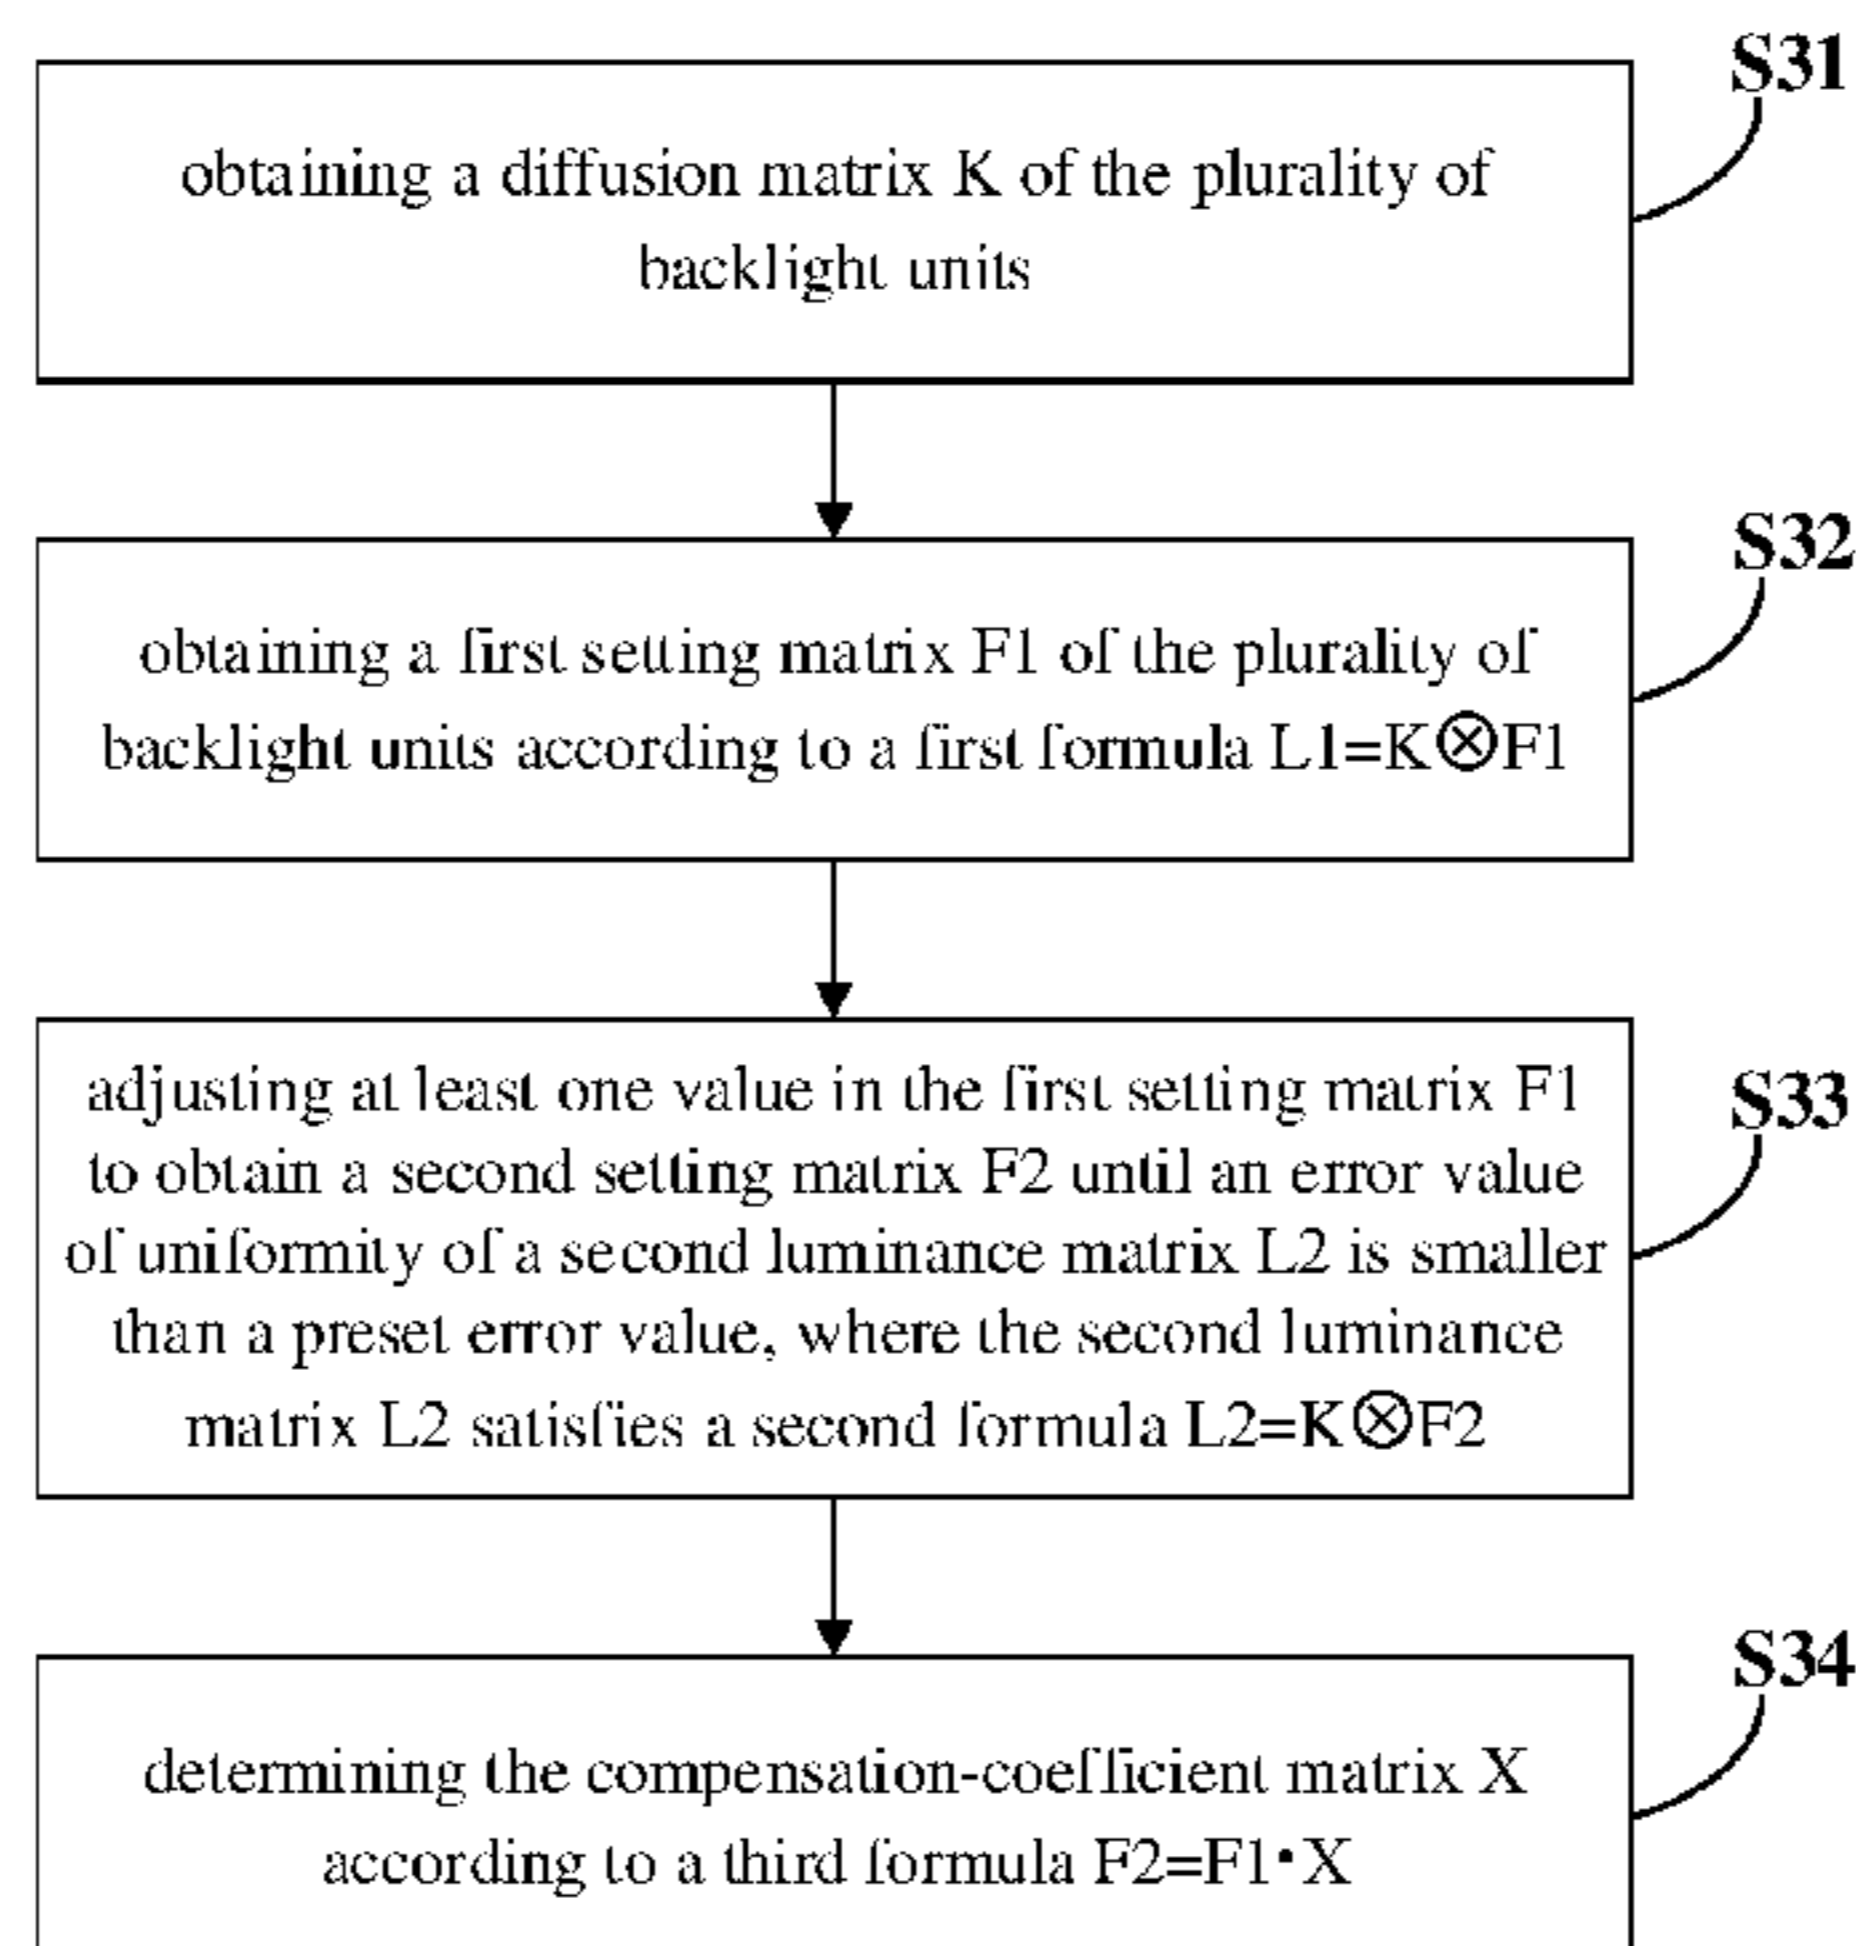 S31
obtaining a diffusion matrix K of the plurality of
backlight units
S32
obtaining a first setting matrix F1 of the plurality of
backlight units according to a first formula L1=K⊗F1
S33
adjusting at least one value in the first setting matrix F1
to obtain a second setting matrix F2 until an error value
of uniformity of a second luminance matrix L2 is smaller
than a preset error value, where the second luminance
matrix L2 satisfies a second formula L2=K⊗F2
S34
determining the compensation-coefficient matrix X
according to a third formula F2=F1·X